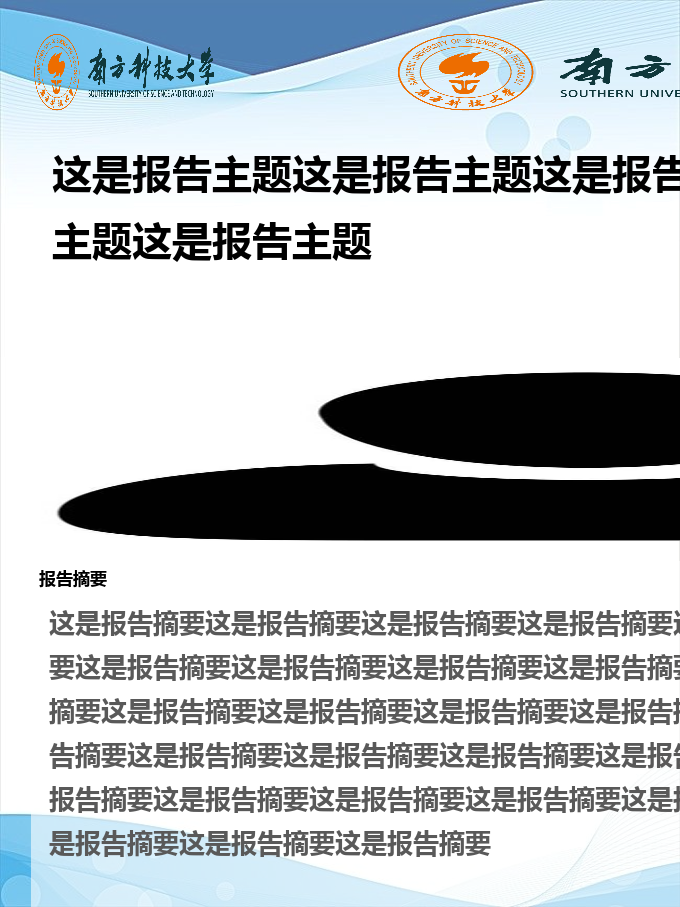 南方科技大学
SOUTHERN UNIVERSITY OF SCIENCE AND TECHNOLOGY
南方科技大学
南方
SOUTHERN UNIVE
这是报告主题这是报告主题这是报告
主题这是报告主题
报告摘要
这是报告摘要这是报告摘要这是报告摘要这是报告摘要
要这是报告摘要这是报告摘要这是报告摘要这是报告摘
摘要这是报告摘要这是报告摘要这是报告摘要这是报告
告摘要这是报告摘要这是报告摘要这是报告摘要这是报
报告摘要这是报告摘要这是报告摘要这是报告摘要这是
是报告摘要这是报告摘要这是报告摘要